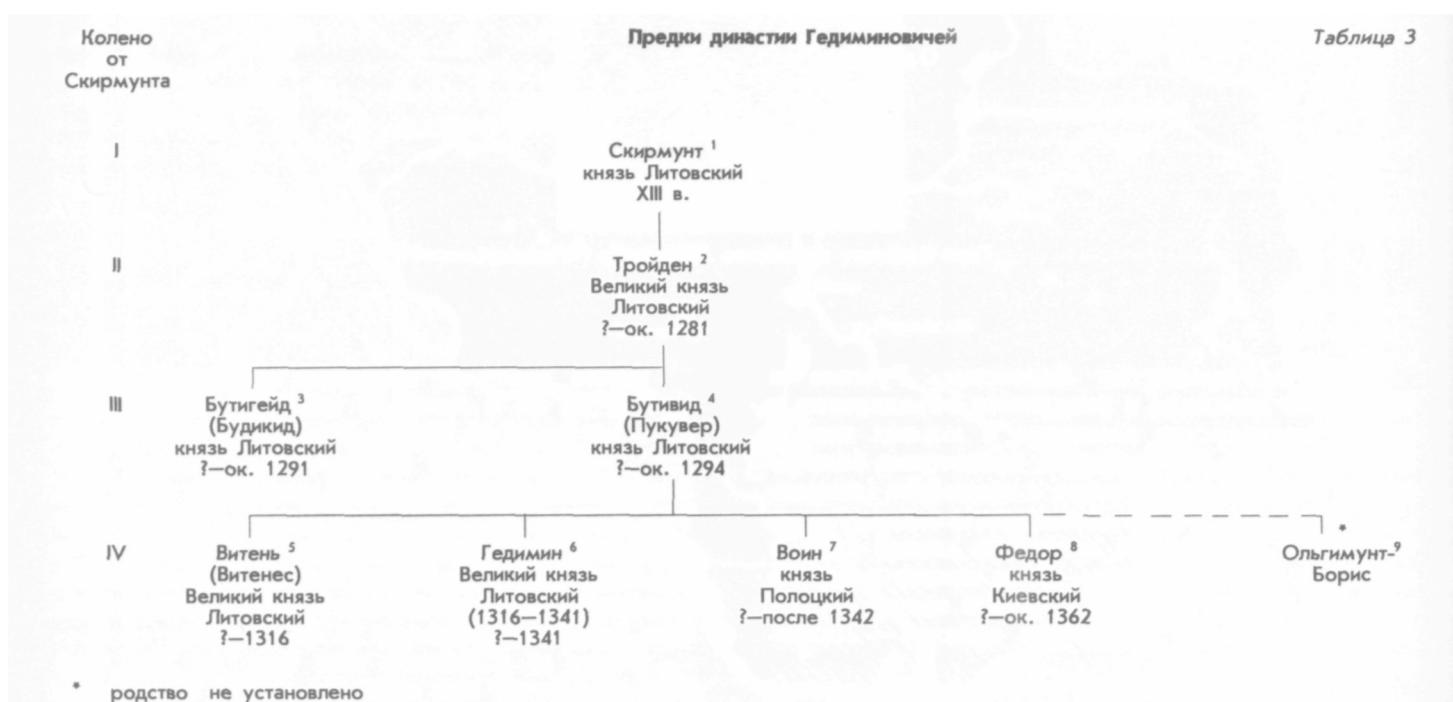 Колено
от
Скирмунта
Предки династии Гедиминовичей
Таблица 3
I
Скирмунт 1
князь Литовский
XIII в.
II
Тройден 2
Великий князь
Литовский
?—ок. 1281
III
Бутигейд 3
(Будикид)
князь Литовский
?—ок. 1291
Бутивид 4
(Пукувер)
князь Литовский
?—ок. 1294
IV
Витень 5
(Витенес)
Великий князь
Литовский
?—1316
Гедимин 6
Великий князь
Литовский
(1316—1341)
?—1341
Воин 7
князь
Полоцкий
?—после 1342
Федор 8
князь
Киевский
?—ок. 1362
*
Ольгимунт-9
Борис
* родство не установлено